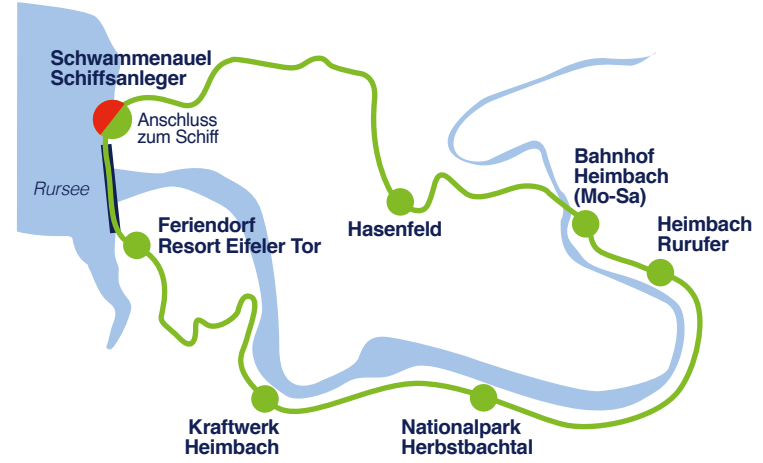 Schwammenauel
Schiffsanleger
Anschluss
zum Schiff
Rursee
Feriendorf
Resort Eifeler Tor
Hasenfeld
Bahnhof
Heimbach
(Mo-Sa)
Heimbach
Rurufer
Kraftwerk
Heimbach
Nationalpark
Herbstbachtal